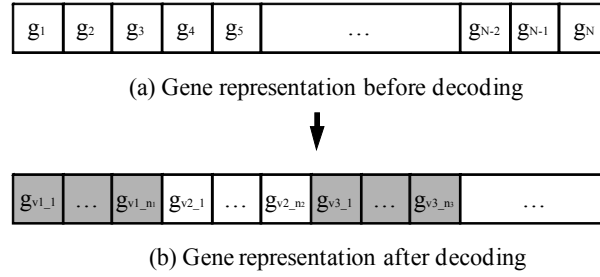 g1 g2 g3 g4 g5 … gN-2 gN-1 gN
(a) Gene representation before decoding
gv1_1 … gv1_n1 gv2_1 … gv2_n2 gv3_1 … gv3_n3 …
(b) Gene representation after decoding